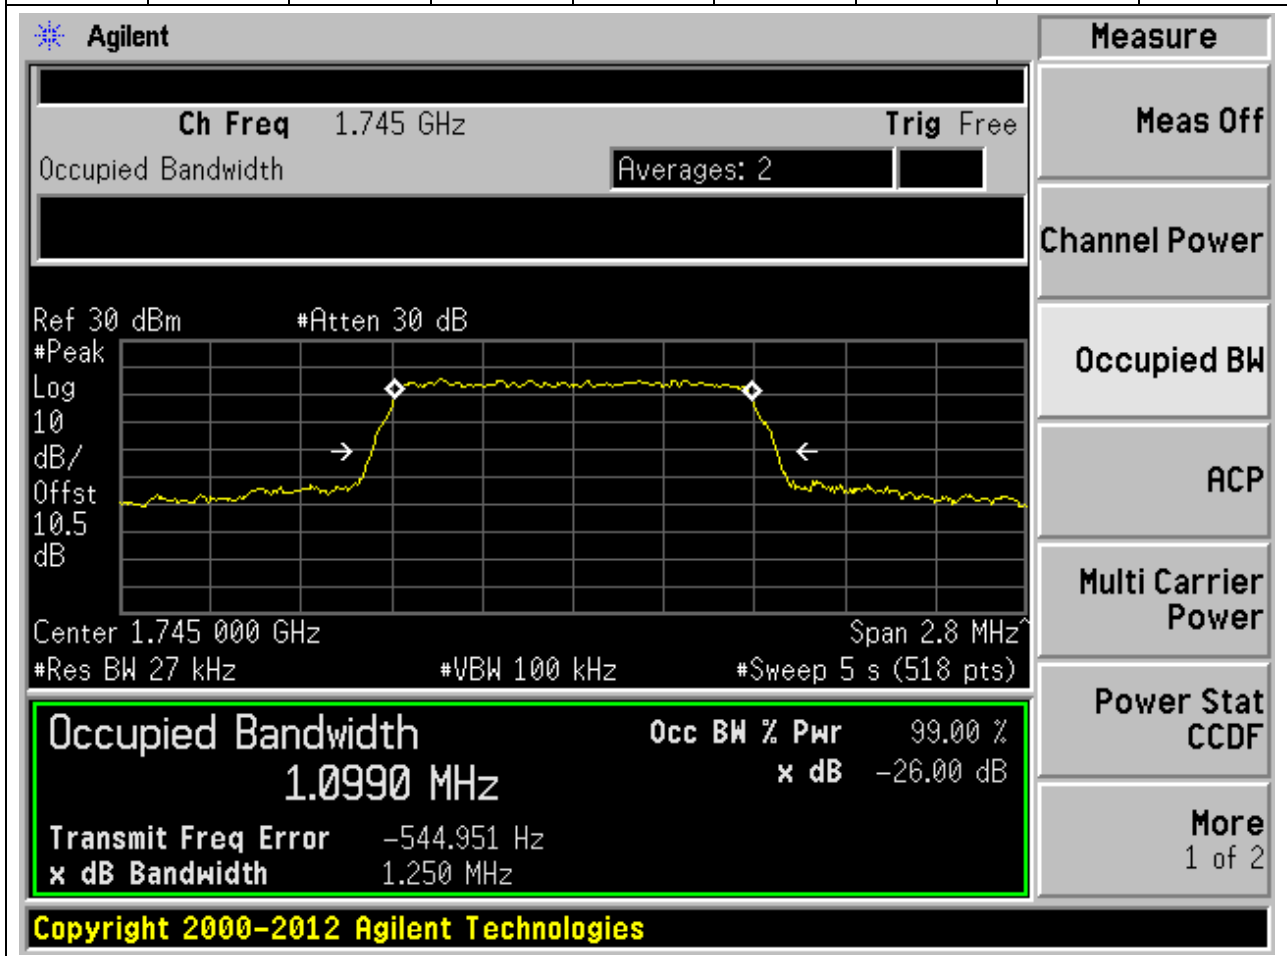 Agilent
Measure
Ch Freq 1.745 GHz Trig Free
Occupied Bandwidth Averages: 2
Meas Off
Channel Power
Occupied BW
ACP
Multi Carrier
Power
Power Stat
CCDF
More
1 of 2
Ref 30 dBm #Atten 30 dB
#Peak
Log
10
dB/
Offst
10.5
dB
Center 1.745 000 GHz Span 2.8 MHz^
#Res BW 27 kHz #VBW 100 kHz #Sweep 5 s (518 pts)
Occupied Bandwidth Occ BW % Pwr 99.00 %
1.0990 MHz x dB -26.00 dB
Transmit Freq Error -544.951 Hz
x dB Bandwidth 1.250 MHz
Copyright 2000-2012 Agilent Technologies